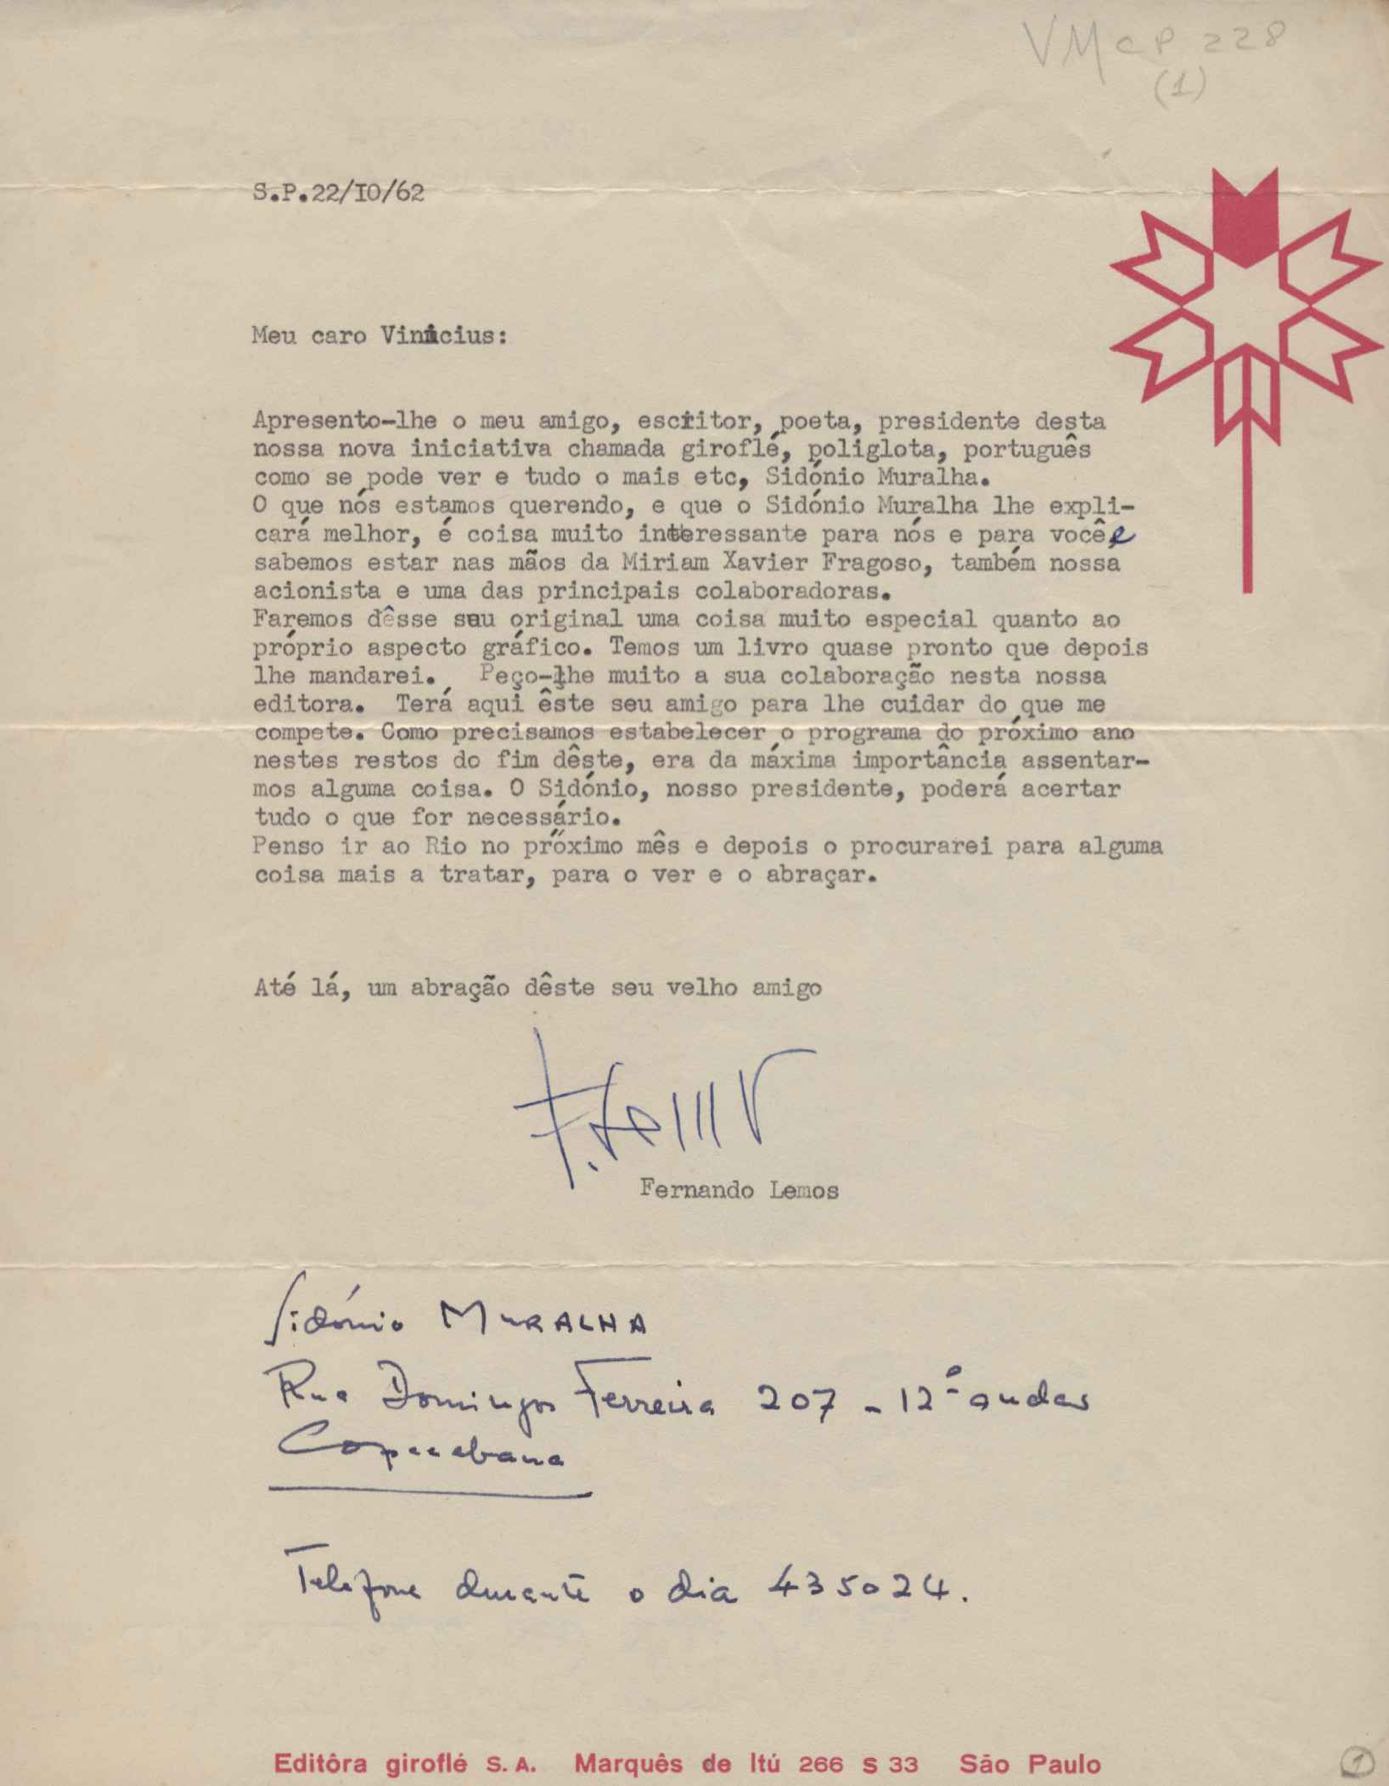 VMCP 228
(1)
S.P.22/IO/62
Meu caro Vinicius:
Apresento-lhe o meu amigo, escritor, poeta, presidente desta
nossa nova iniciativa chamada giroflé, poliglota, português
como se pode ver e tudo o mais etc, Sidónio Muralha.
O que nós estamos querendo, e que o Sidónio Muralha lhe expli-
cará melhor, é coisa muito interessante para nós e para você e
sabemos estar nas mãos da Miriam Xavier Fragoso, também nossa
acionista e uma das principais colaboradoras.
Faremos dêsse seu original uma coisa muito especial quanto ao
próprio aspecto gráfico. Temos um livro quase pronto que depois
lhe mandarei. Peço-lhe muito a sua colaboração nesta nossa
editora. Terá aqui êste seu amigo para lhe cuidar do que me
compete. Como precisamos estabelecer o programa do próximo ano
nestes restos do fim dêste, era da máxima importância assentar-
mos alguma coisa. O Sidónio, nosso presidente, poderá acertar
tudo o que for necessário.
Penso ir ao Rio no próximo mês e depois o procurarei para alguma
coisa mais a tratar, para o ver e o abraçar.
Até lá, um abração dêste seu velho amigo
F. Lemos
Fernando Lemos
Sidónio MURALHA
Rua Domingos Ferreira 207 - 12º andar
Copacabana
Telefone durante o dia 435024.
Editôra giroflé S.A. Marquês de Itú 266 S 33 São Paulo
1